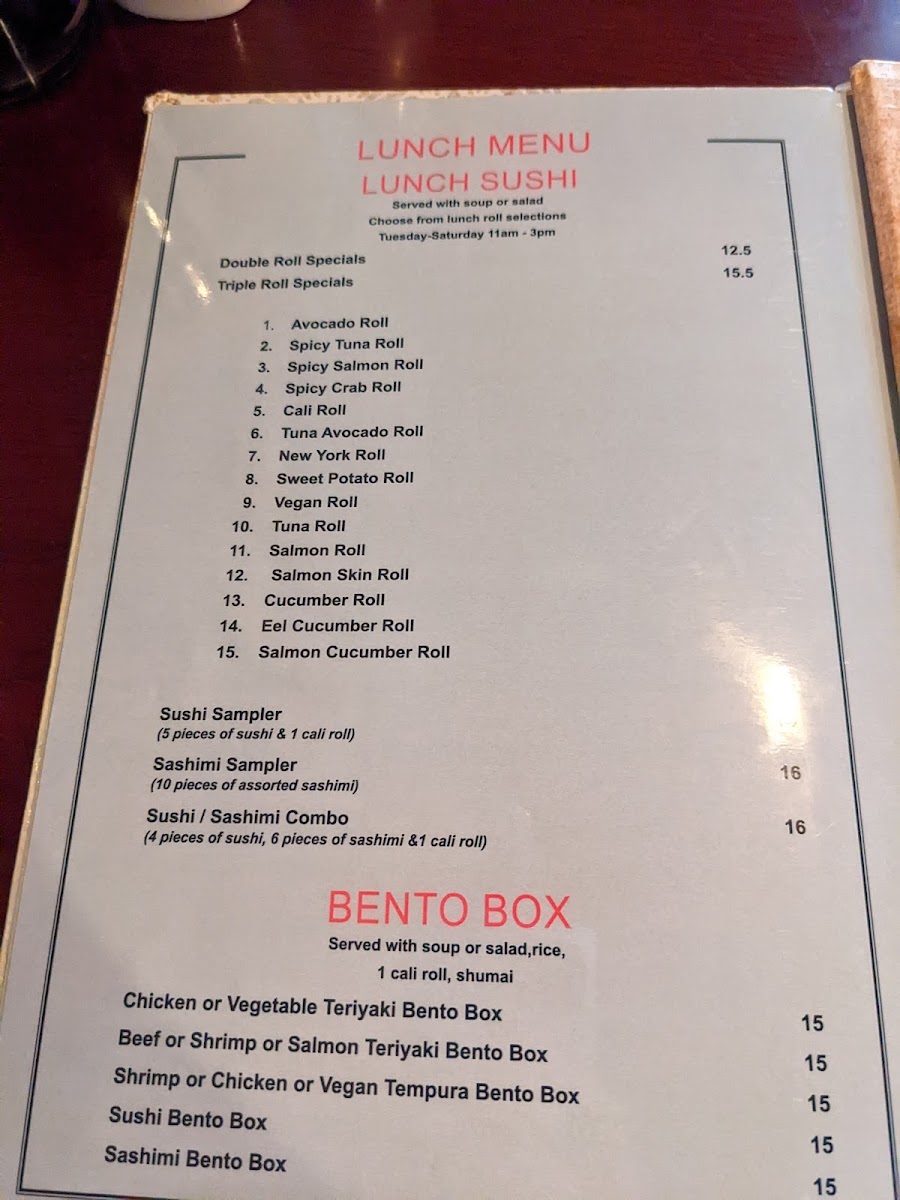 LUNCH MENU
LUNCH SUSHI
Served with soup or salad
Choose from lunch roll selections
Tuesday-Saturday 11am - 3pm
Double Roll Specials 12.5
Triple Roll Specials 15.5
1. Avocado Roll
2. Spicy Tuna Roll
3. Spicy Salmon Roll
4. Spicy Crab Roll
5. Cali Roll
6. Tuna Avocado Roll
7. New York Roll
8. Sweet Potato Roll
9. Vegan Roll
10. Tuna Roll
11. Salmon Roll
12. Salmon Skin Roll
13. Cucumber Roll
14. Eel Cucumber Roll
15. Salmon Cucumber Roll
Sushi Sampler
(5 pieces of sushi & 1 cali roll)
Sashimi Sampler 16
(10 pieces of assorted sashimi)
Sushi / Sashimi Combo 16
(4 pieces of sushi, 6 pieces of sashimi &1 cali roll)
BENTO BOX
Served with soup or salad,rice,
1 cali roll, shumai
Chicken or Vegetable Teriyaki Bento Box 15
Beef or Shrimp or Salmon Teriyaki Bento Box 15
Shrimp or Chicken or Vegan Tempura Bento Box 15
Sushi Bento Box 15
Sashimi Bento Box 15